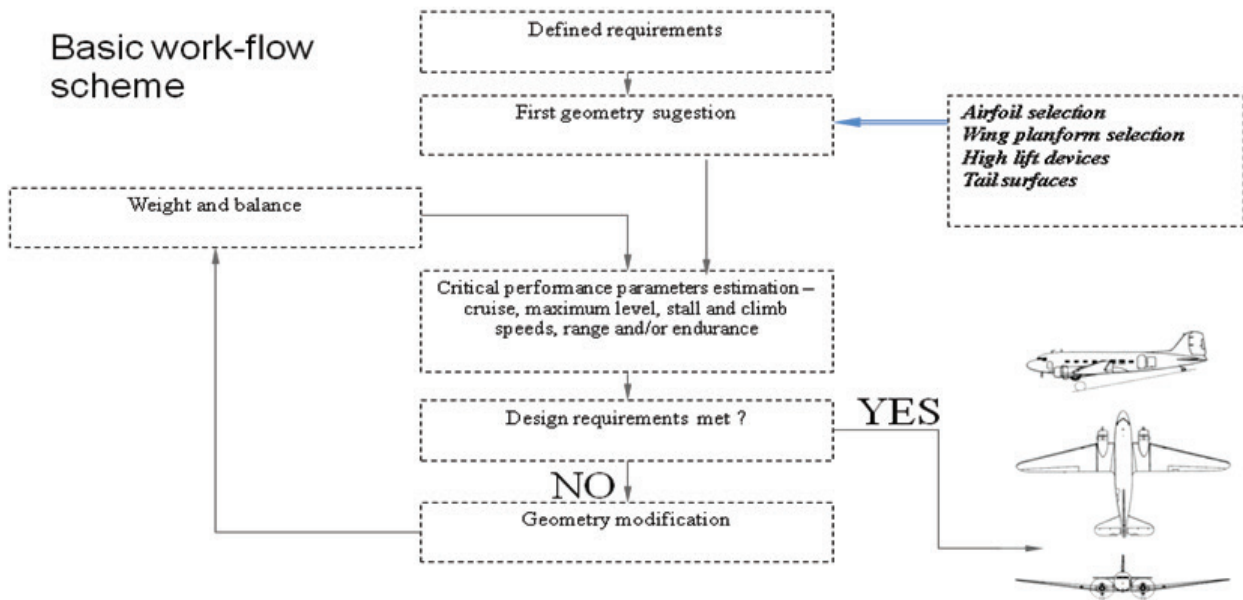 Basic work-flow
scheme
Defined requirements
First geometry sugestion
Airfoil selection
Wing planform selection
High lift devices
Tail surfaces
Weight and balance
Critical performance parameters estimation –
cruise, maximum level, stall and climb
speeds, range and/or endurance
Design requirements met ?
YES
NO
Geometry modification